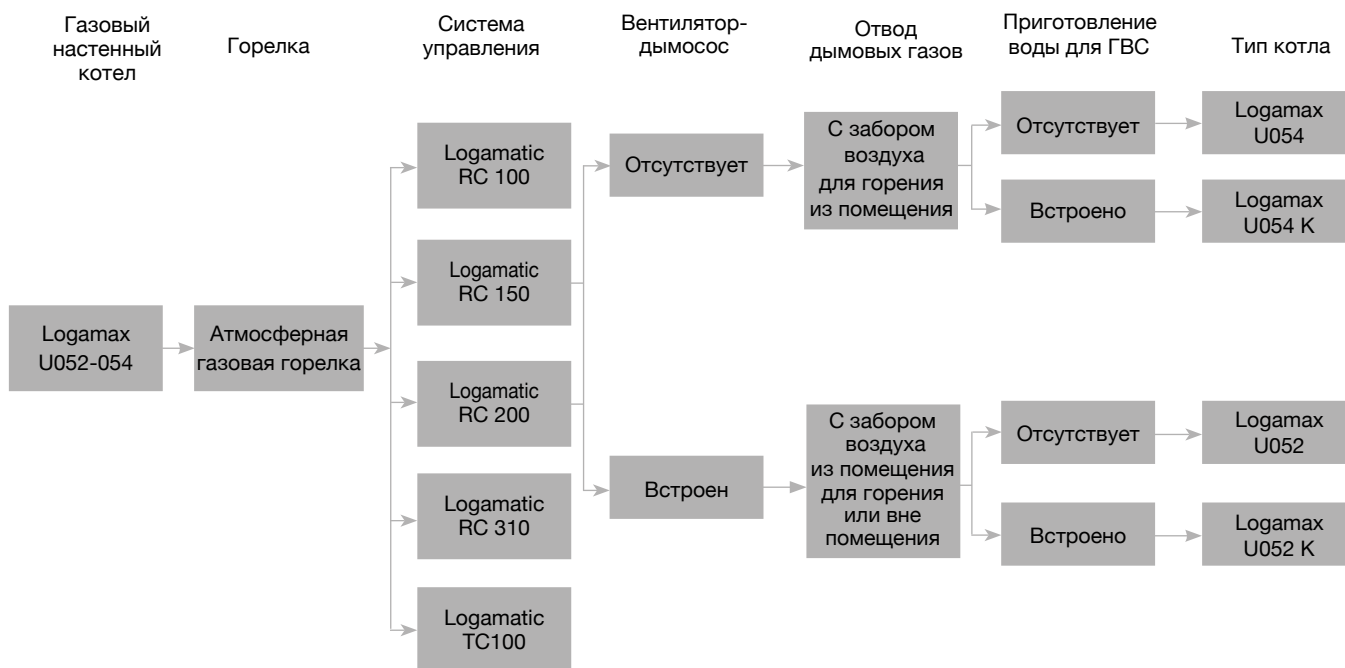 Газовый
настенный
котел
Горелка
Система
управления
Вентилятор-
дымосос
Отвод
дымовых газов
Приготовление
воды для ГВС
Тип котла
Logamax
U052-054
Атмосферная
газовая горелка
Logamatic
RC 100
Logamatic
RC 150
Logamatic
RC 200
Logamatic
RC 310
Logamatic
TC100
Отсутствует
Встроен
С забором
воздуха
для горения
из помещения
С забором
воздуха
из помещения
для горения
или вне
помещения
Отсутствует
Встроено
Отсутствует
Встроено
Logamax
U054
Logamax
U054 K
Logamax
U052
Logamax
U052 K